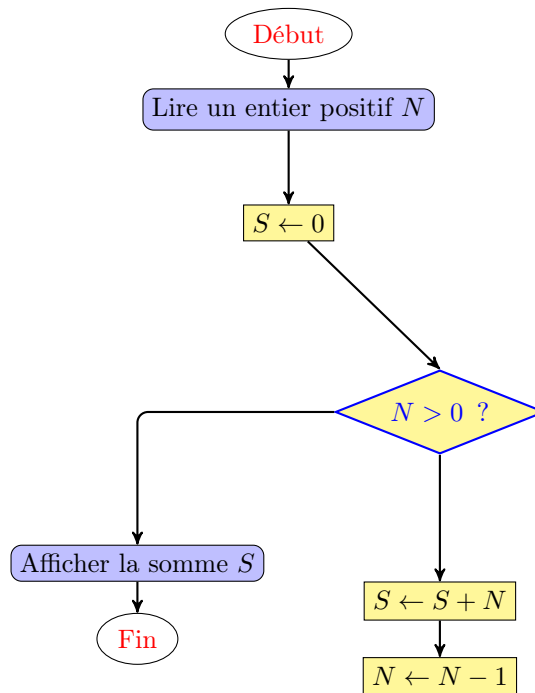 Début
Lire un entier positif N
S ← 0
N > 0 ?
Afficher la somme S
S ← S + N
Fin
N ← N − 1